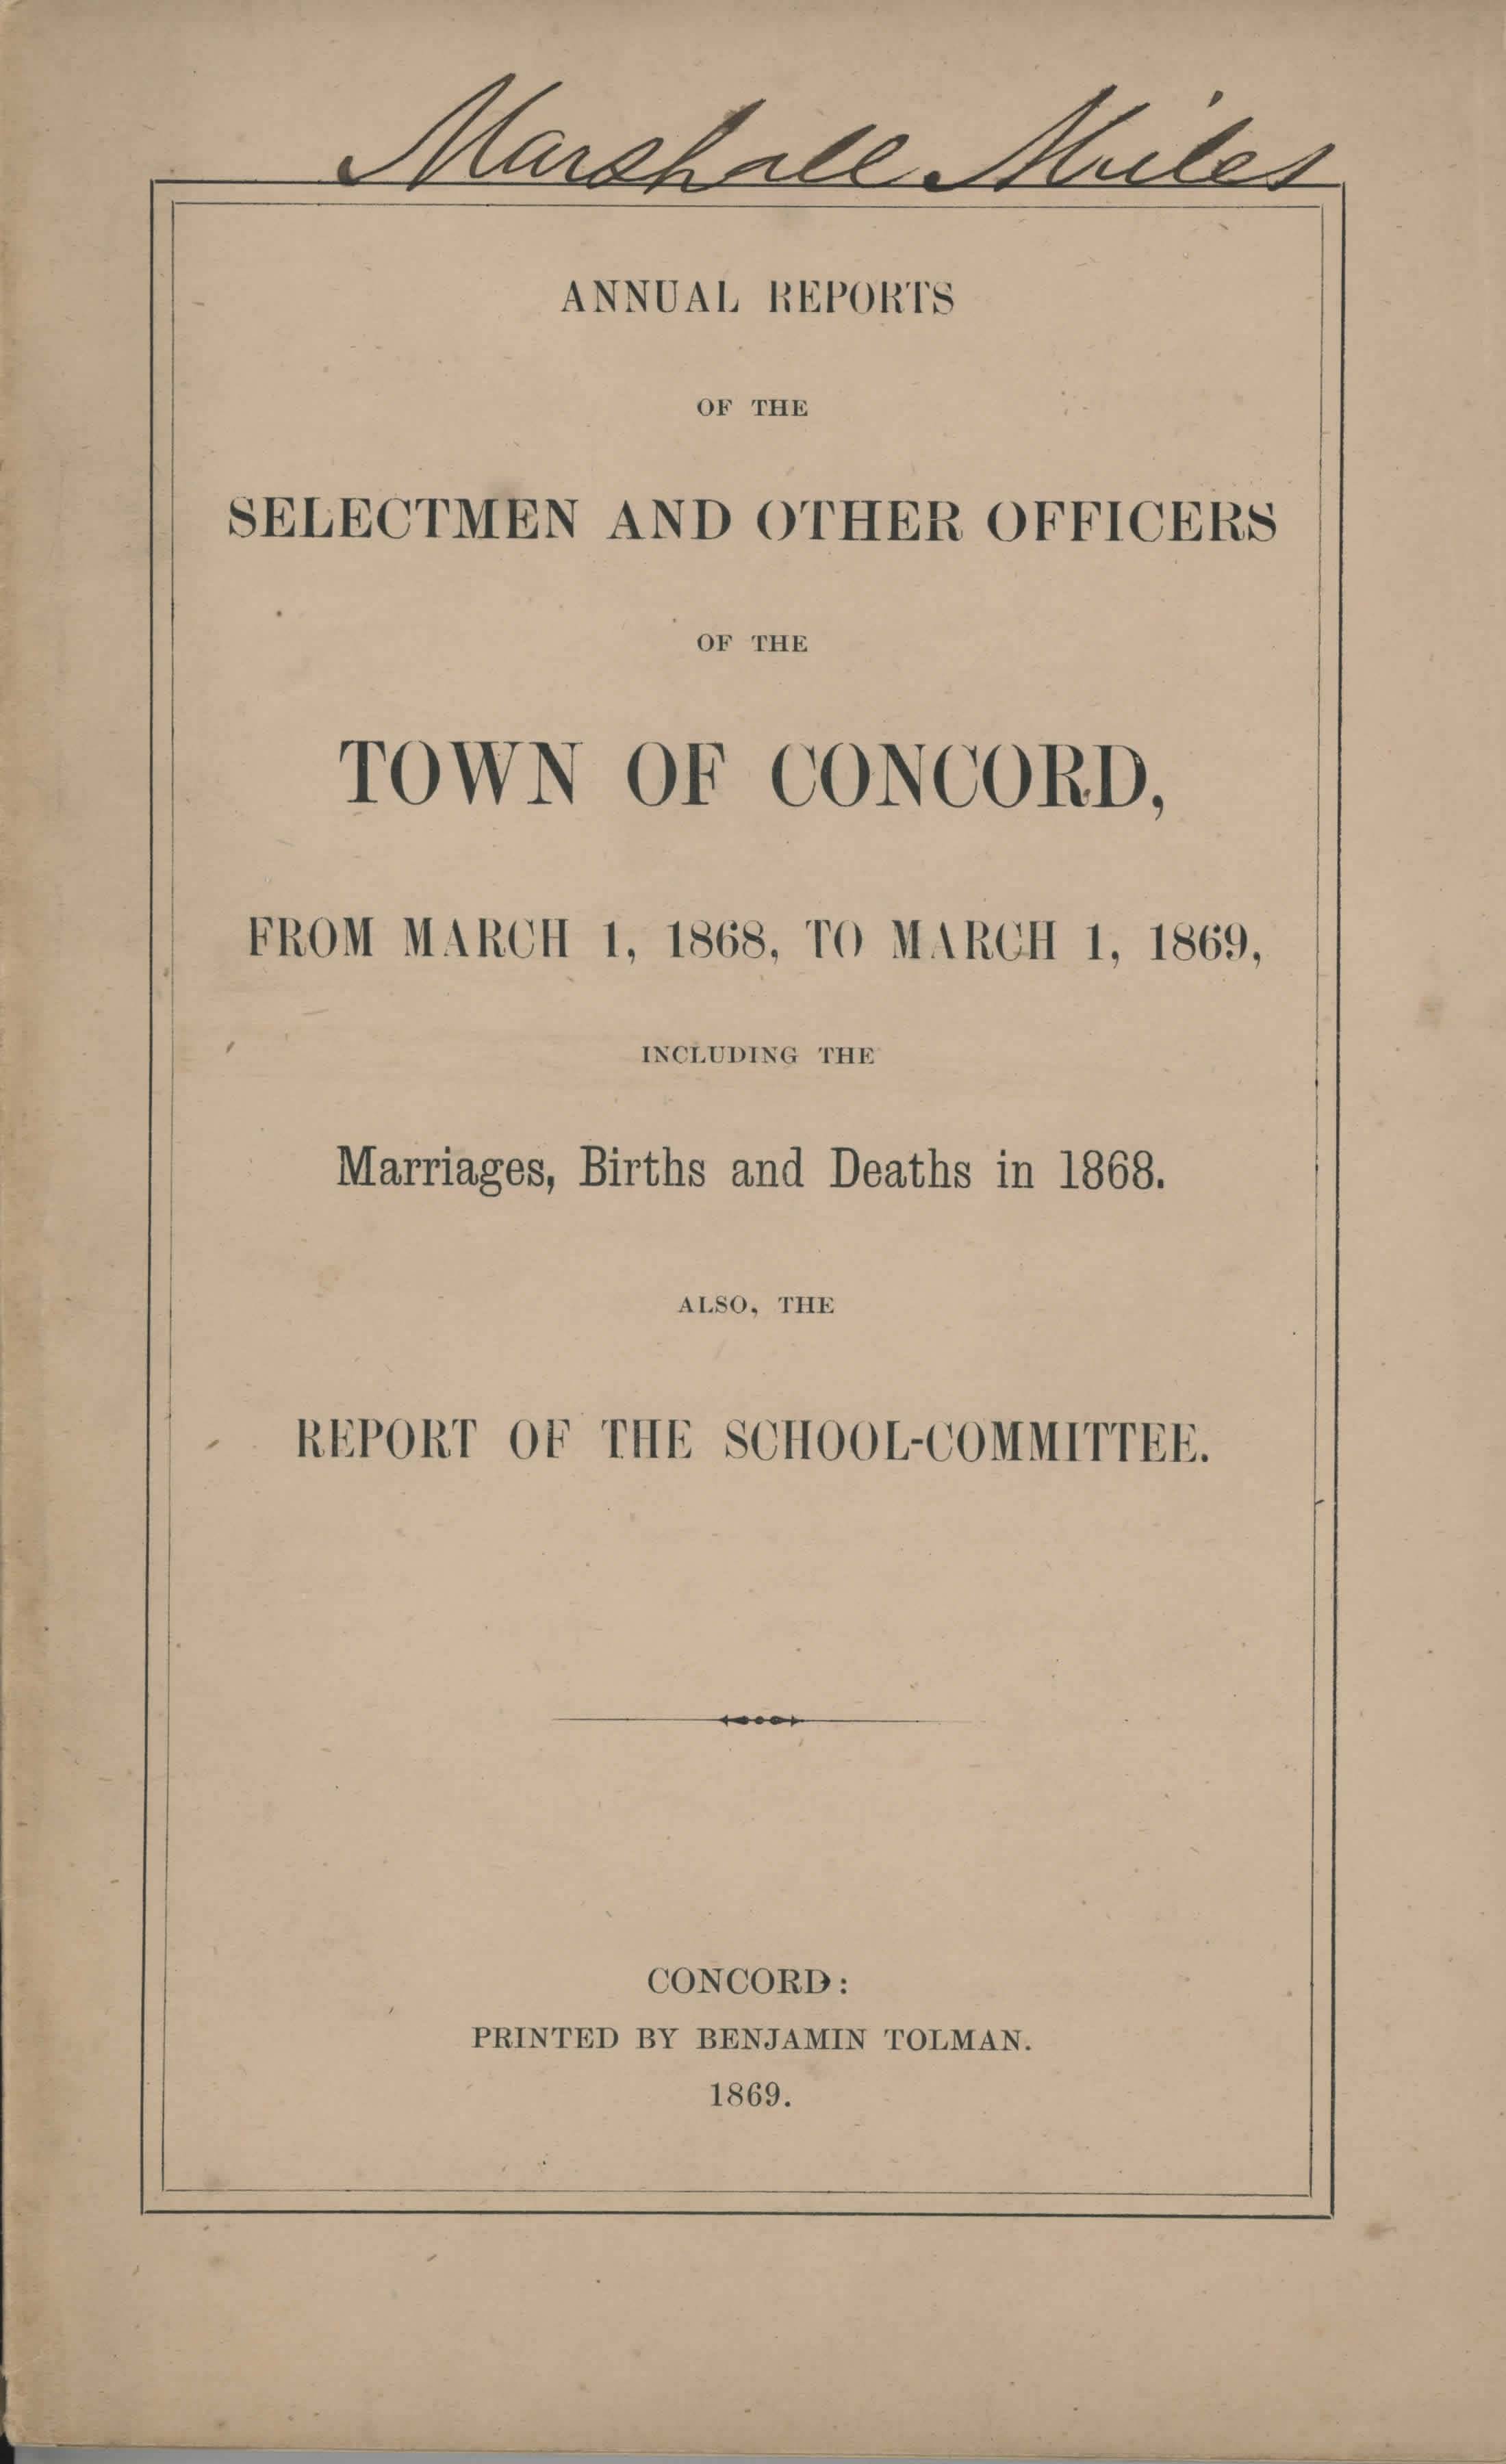 Marshall Miles
ANNUAL REPORTS
OF THE
SELECTMEN AND OTHER OFFICERS
OF THE
TOWN OF CONCORD,
FROM MARCH 1, 1868, TO MARCH 1, 1869,
INCLUDING THE
Marriages, Births and Deaths in 1868.
ALSO, THE
REPORT OF THE SCHOOL-COMMITTEE.
CONCORD:
PRINTED BY BENJAMIN TOLMAN.
1869.